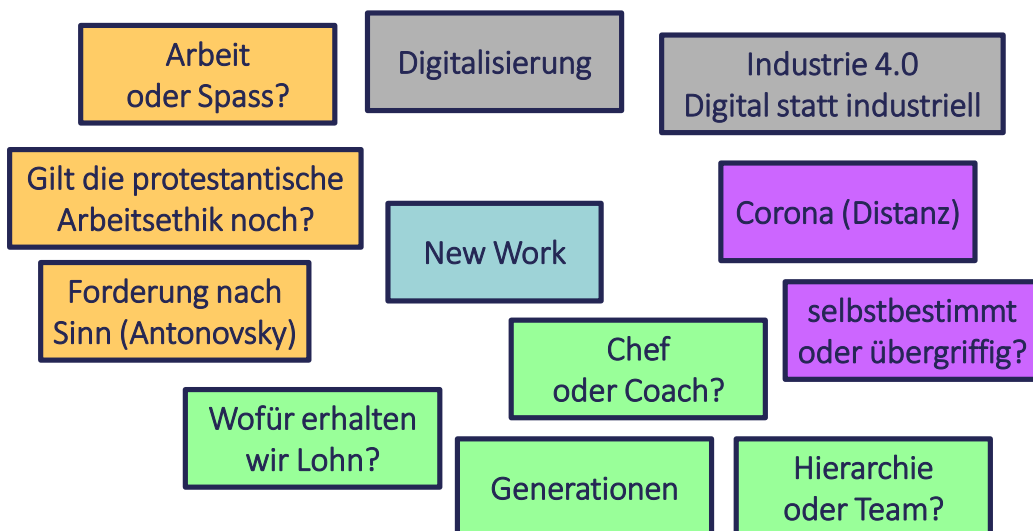 Arbeit
oder Spass?
Digitalisierung
Industrie 4.0
Digital statt industriell
Gilt die protestantische
Arbeitsethik noch?
New Work
Corona (Distanz)
Forderung nach
Sinn (Antonovsky)
selbstbestimmt
oder übergriffig?
Chef
oder Coach?
Wofür erhalten
wir Lohn?
Generationen
Hierarchie
oder Team?